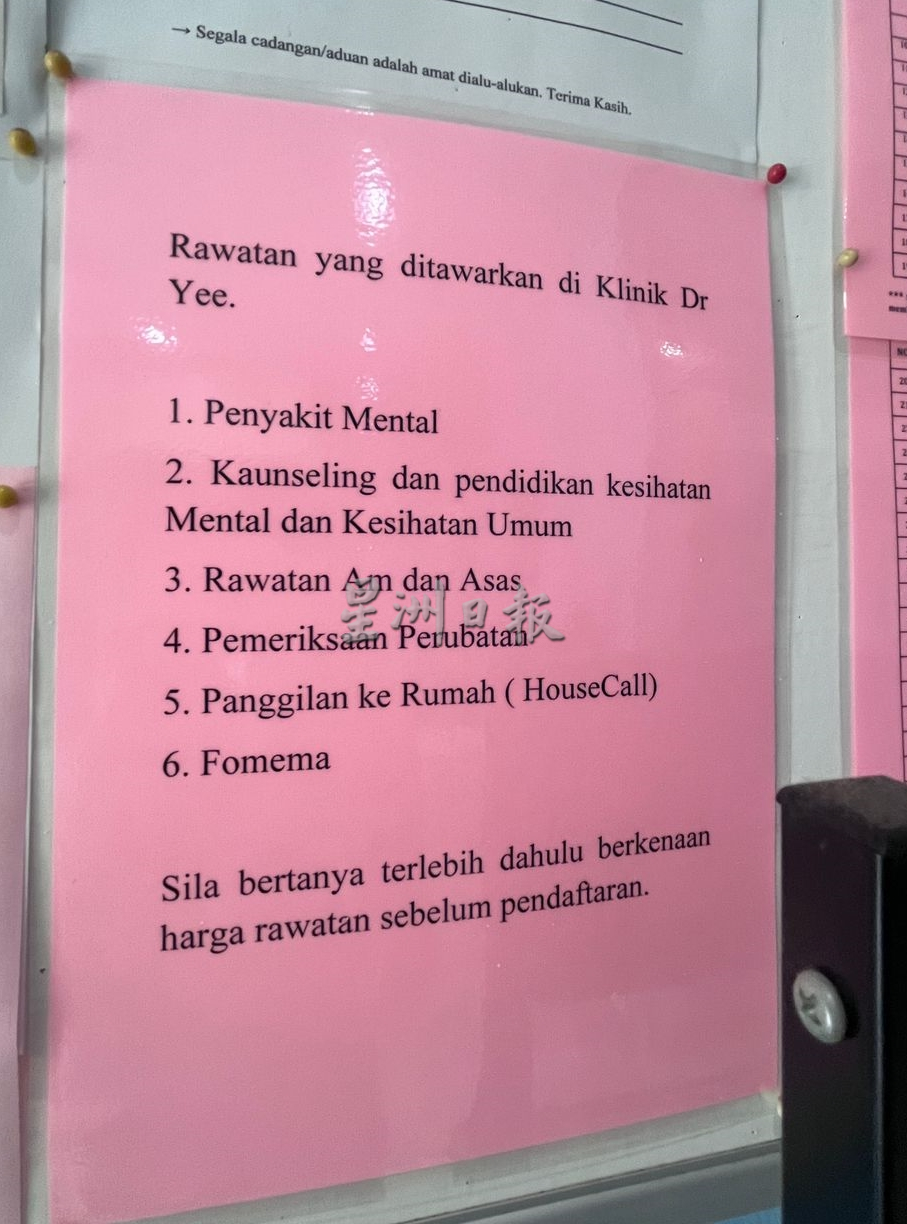 → Segala cadangan/aduan adalah amat dialu-alukan. Terima Kasih.
Rawatan yang ditawarkan di Klinik Dr
Yee.
1. Penyakit Mental
2. Kaunseling dan pendidikan kesihatan
Mental dan Kesihatan Umum
3. Rawatan Am dan Asas
星洲日报
4. Pemeriksaan Perubatan
5. Panggilan ke Rumah ( HouseCall)
6. Fomema
Sila bertanya terlebih dahulu berkenaan
harga rawatan sebelum pendaftaran.